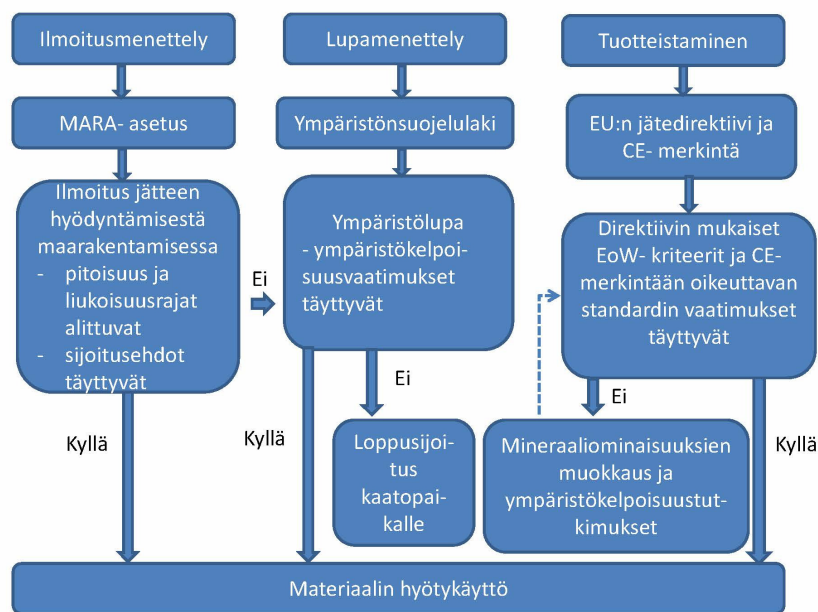 Ilmoitusmenettely
MARA- asetus
Ilmoitus jätteen
hyödyntämisestä
maarakentamisessa
- pitoisuus ja
liukoisuusrajat
alittuvat
- sijoitusehdot
täyttyvät
Ei
Kyllä
Lupamenettely
Ympäristönsuojelulaki
Ympäristölupa
- ympäristökelpoi-
suusvaatimukset
täyttyvät
Ei
Kyllä
Loppusijoi-
tus
kaatopai-
kalle
Tuotteistaminen
EU:n jätedirektiivi ja
CE- merkintä
Direktiivin mukaiset
EoW- kriteerit ja CE-
merkintään oikeuttavan
standardin vaatimukset
täyttyvät
Ei
Kyllä
Mineraaliominaisuuksien
muokkaus ja
ympäristökelpoisuustut-
kimukset
Materiaalin hyötykäyttö